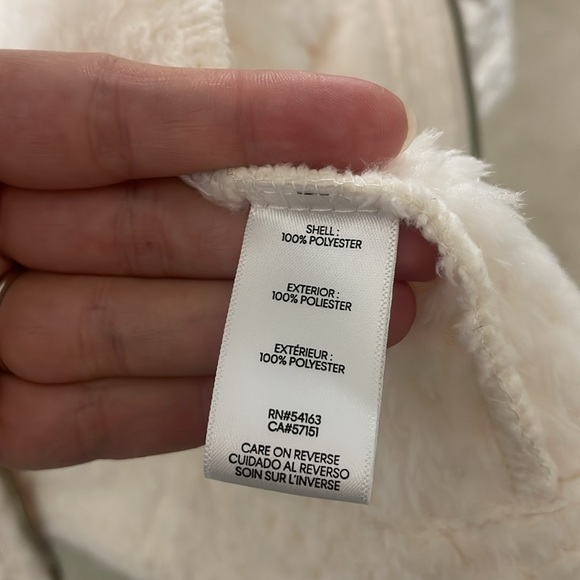 SHELL :
100% POLYESTER
EXTERIOR :
100% POLIESTER
EXTÉRIEUR :
100% POLYESTER
RN#54163
CA#57151
CARE ON REVERSE
CUIDADO AL REVERSO
SOIN SUR L'INVERSE